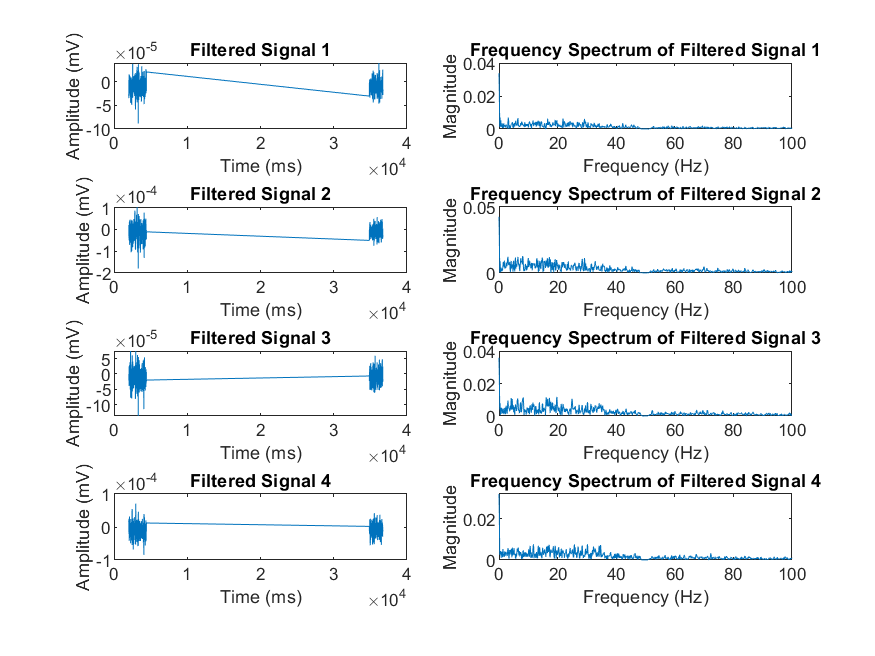 Filtered Signal 1
×10^-5
Amplitude (mV)
0
-5
-10
0 1 2 3 4
Time (ms)
×10^4
Frequency Spectrum of Filtered Signal 1
Magnitude
0.04
0.02
0
0 20 40 60 80 100
Frequency (Hz)
Filtered Signal 2
×10^-4
Amplitude (mV)
1
0
-1
-2
0 1 2 3 4
Time (ms)
×10^4
Frequency Spectrum of Filtered Signal 2
Magnitude
0.05
0
0 20 40 60 80 100
Frequency (Hz)
Filtered Signal 3
×10^-5
Amplitude (mV)
5
0
-5
-10
0 1 2 3 4
Time (ms)
×10^4
Frequency Spectrum of Filtered Signal 3
Magnitude
0.04
0.02
0
0 20 40 60 80 100
Frequency (Hz)
Filtered Signal 4
×10^-4
Amplitude (mV)
1
0
-1
0 1 2 3 4
Time (ms)
×10^4
Frequency Spectrum of Filtered Signal 4
Magnitude
0.02
0
0 20 40 60 80 100
Frequency (Hz)